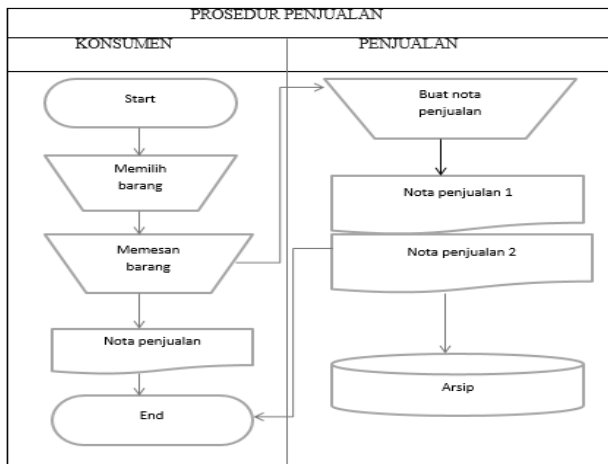 PROSEDUR PENJUALAN
KONSUMEN
PENJUALAN
Start
Memilih
barang
Memesan
barang
Nota penjualan
End
Buat nota
penjualan
Nota penjualan 1
Nota penjualan 2
Arsip